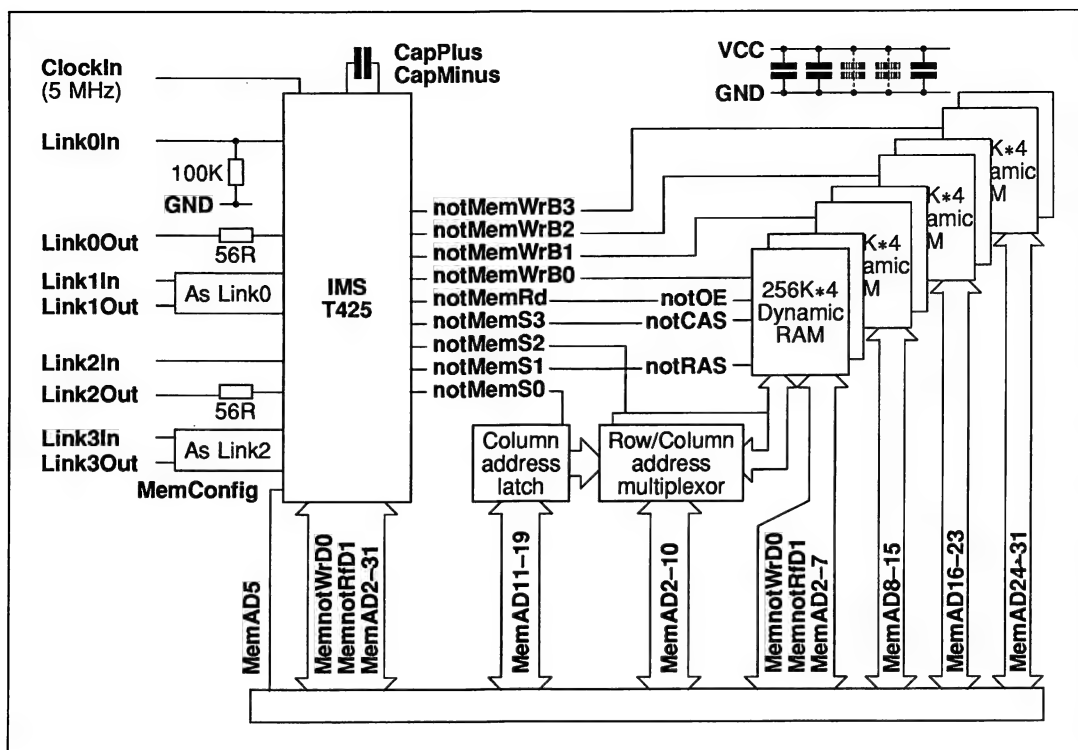 ClockIn
(5 MHz)
CapPlus
CapMinus
VCC
GND
Link0In
100K
GND
Link0Out
56R
Link1In
Link1Out
As Link0
Link2In
Link2Out
56R
Link3In
Link3Out
As Link2
MemConfig
IMS
T425
notMemWrB3
notMemWrB2
notMemWrB1
notMemWrB0
notMemRd
notMemS3
notMemS2
notMemS1
notMemS0
notOE
notCAS
notRAS
256K*4
Dynamic
RAM
K*4
amic
M
K*4
amic
M
K*4
amic
M
Column
address
latch
Row/Column
address
multiplexor
MemAD5
MemnotWrD0
MemnotRfD1
MemAD2–31
MemAD11–19
MemAD2–10
MemnotWrD0
MemnotRfD1
MemAD2–7
MemAD8–15
MemAD16–23
MemAD24–31